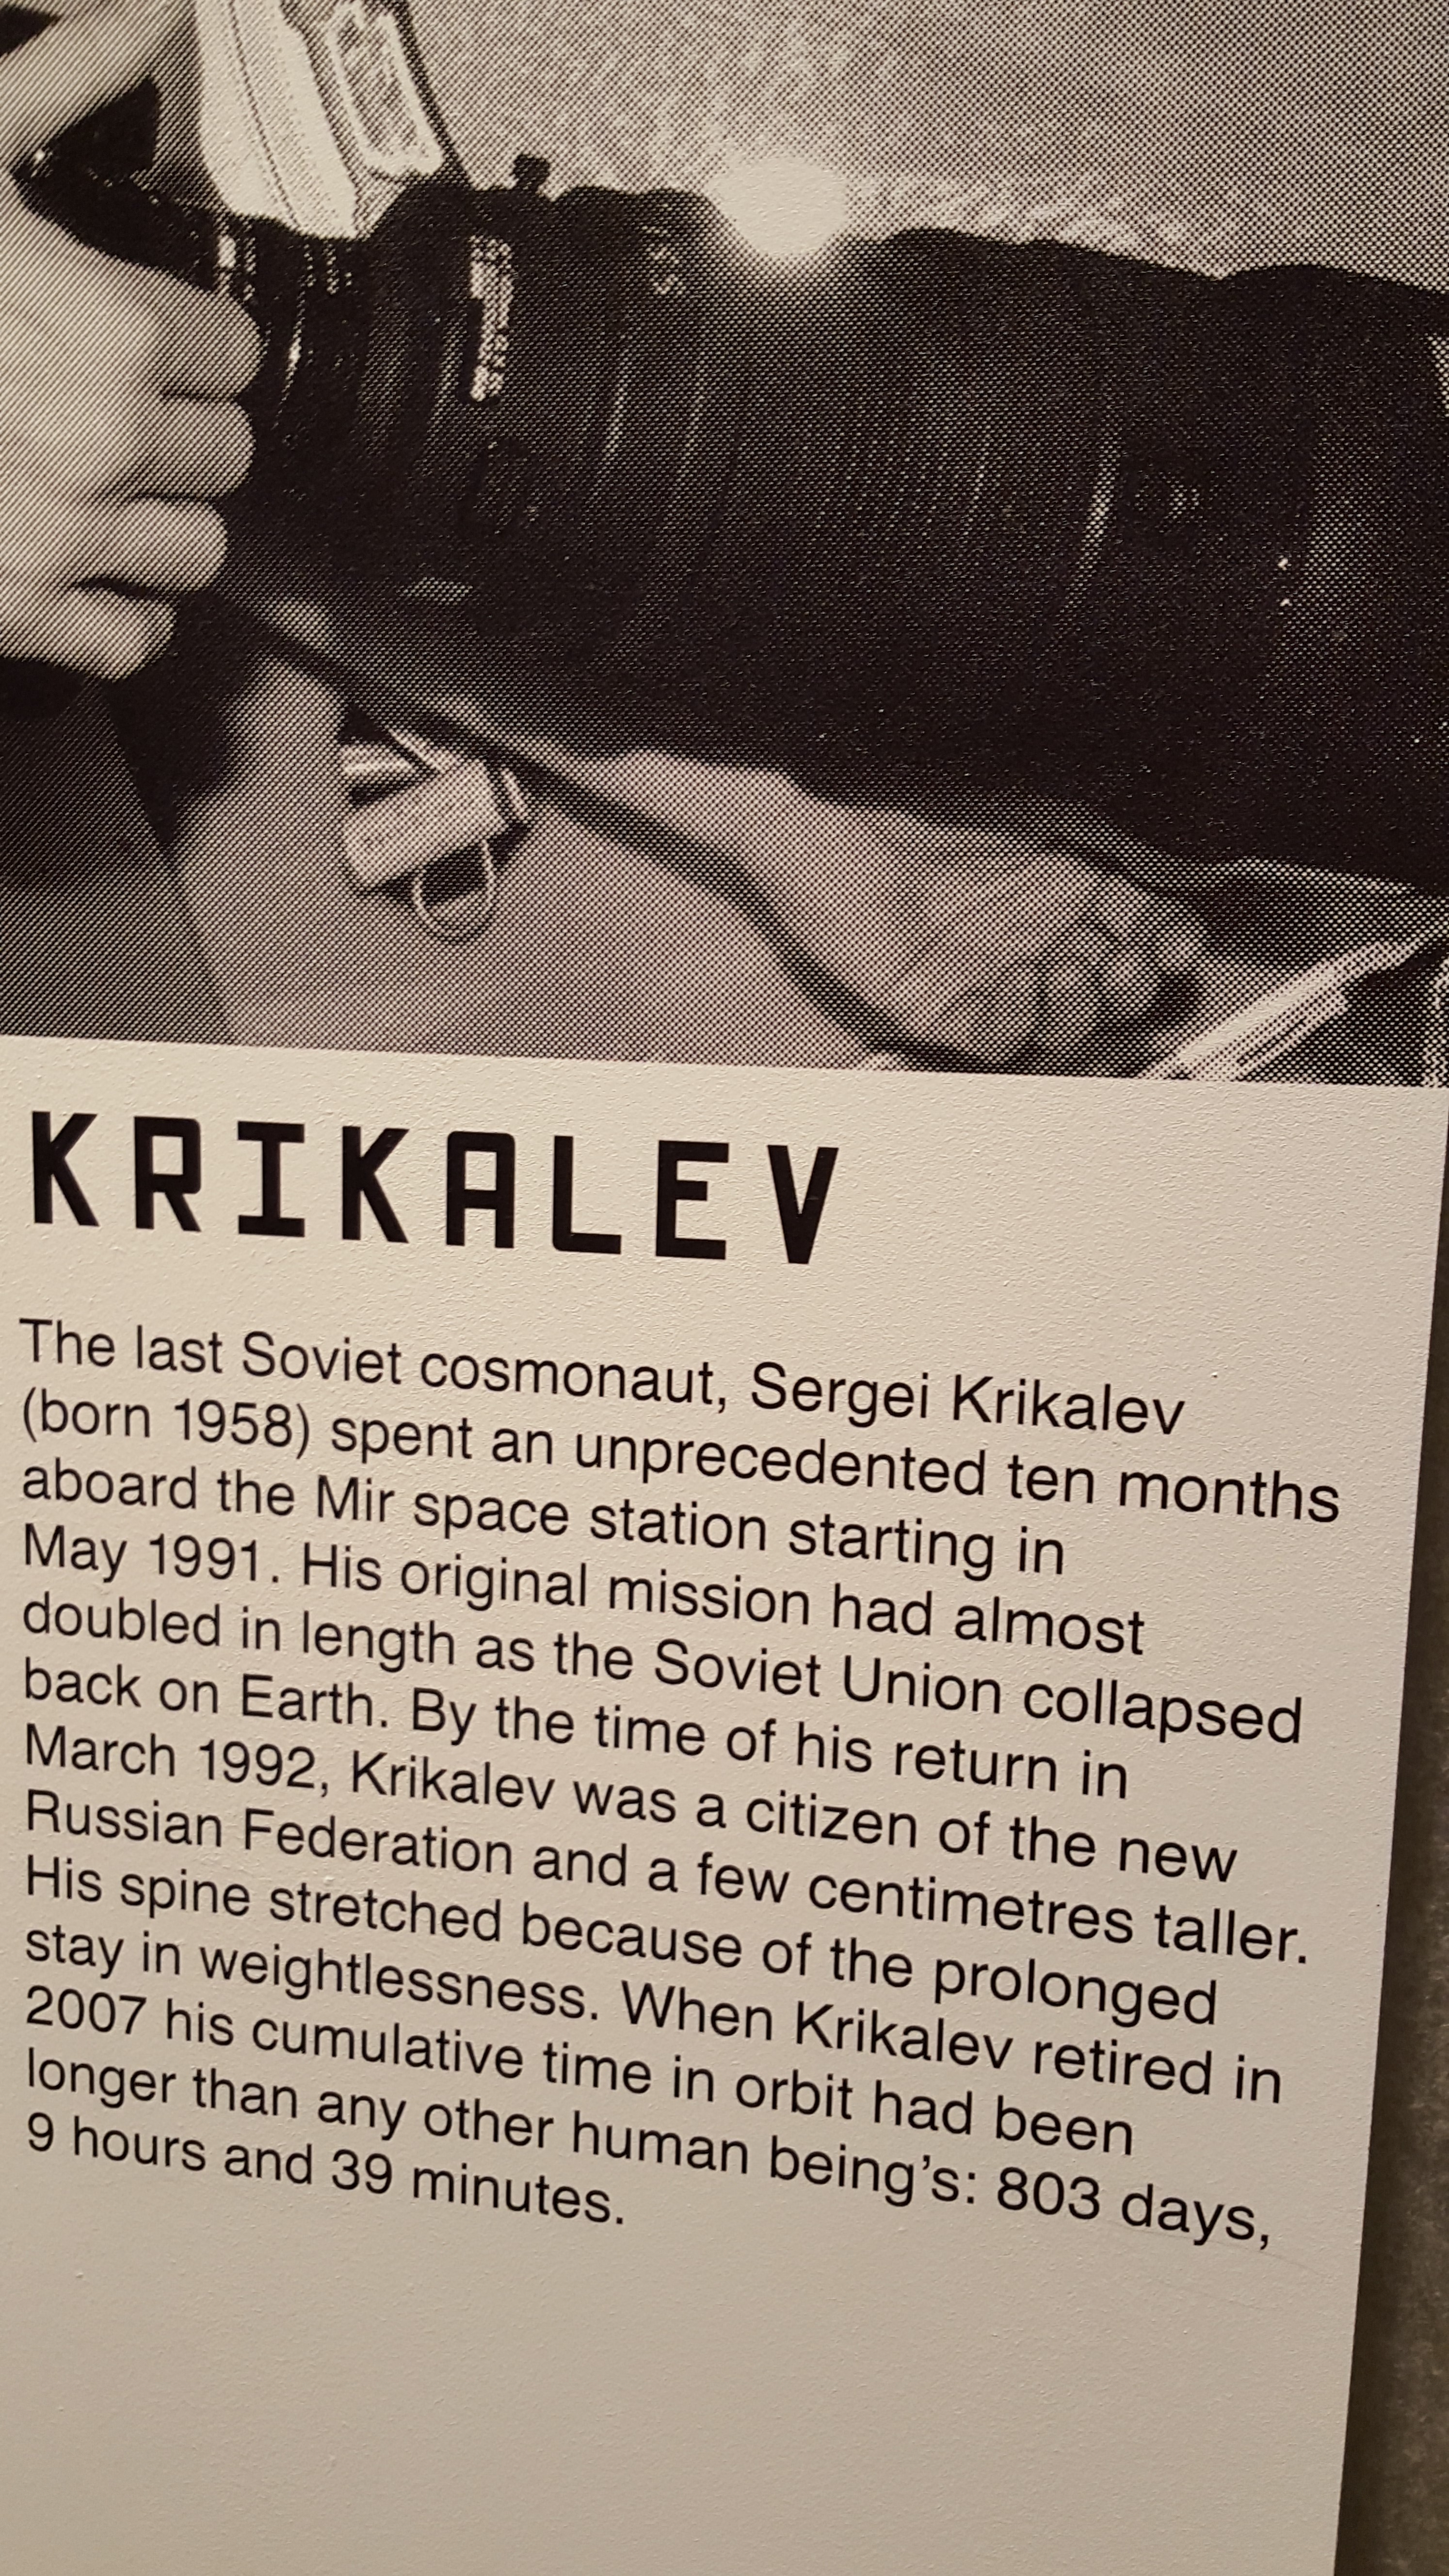 KRIKALEV
The last Soviet cosmonaut, Sergei Krikalev
(born 1958) spent an unprecedented ten months
aboard the Mir space station starting in
May 1991. His original mission had almost
doubled in length as the Soviet Union collapsed
back on Earth. By the time of his return in
March 1992, Krikalev was a citizen of the new
Russian Federation and a few centimetres taller.
His spine stretched because of the prolonged
stay in weightlessness. When Krikalev retired in
2007 his cumulative time in orbit had been
longer than any other human being’s: 803 days,
9 hours and 39 minutes.